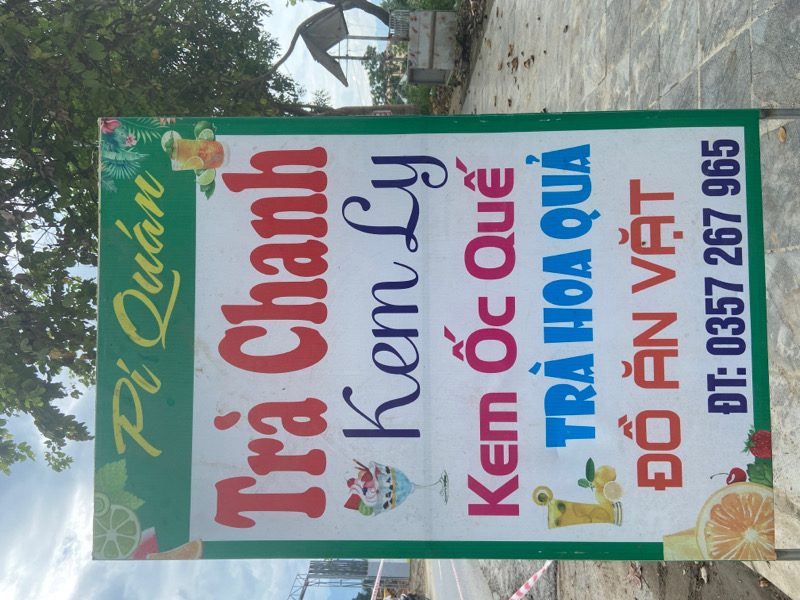 Pí Quán
Trà Chanh
Kem Ly
Kem Ốc Quế
TRÀ HOA QUẢ
ĐỒ ĂN VẶT
ĐT: 0357 267 965